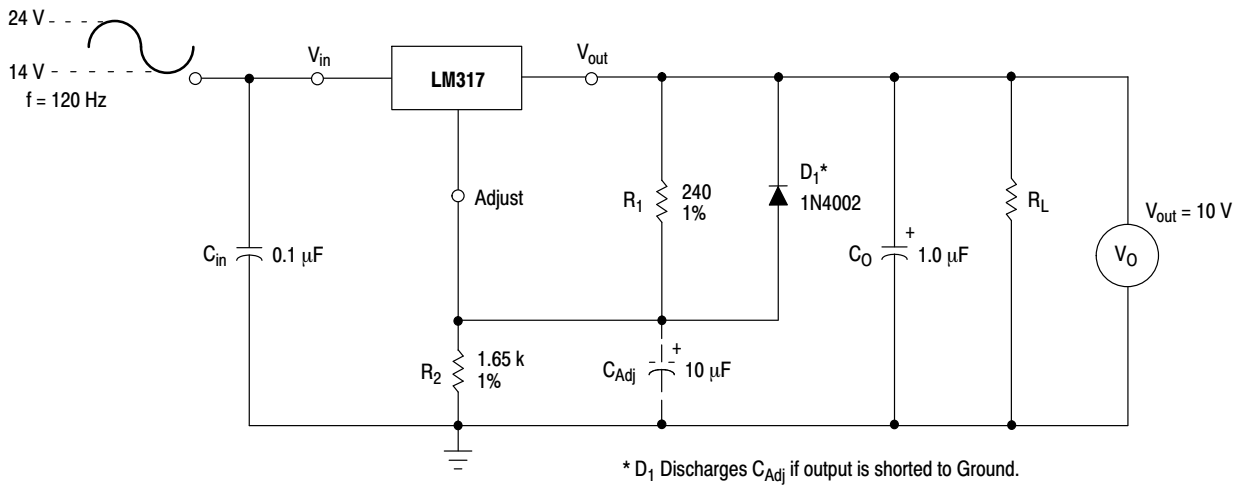 24 V
14 V
f = 120 Hz
Vin
LM317
Vout
Adjust
Cin
0.1 μF
R1
240
1%
D1*
1N4002
CO
+
1.0 μF
RL
Vout = 10 V
VO
R2
1.65 k
1%
CAdj
+
10 μF
* D1 Discharges CAdj if output is shorted to Ground.